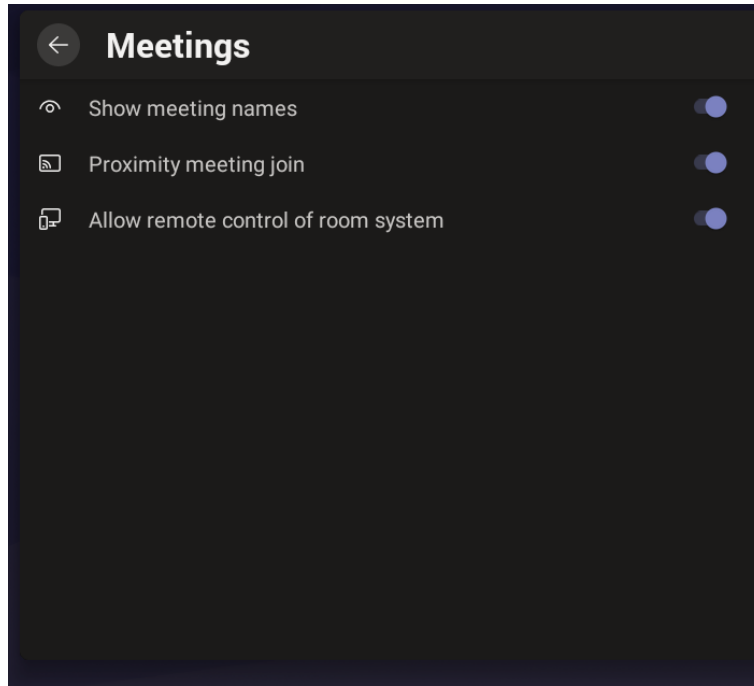 Meetings
Show meeting names
Proximity meeting join
Allow remote control of room system